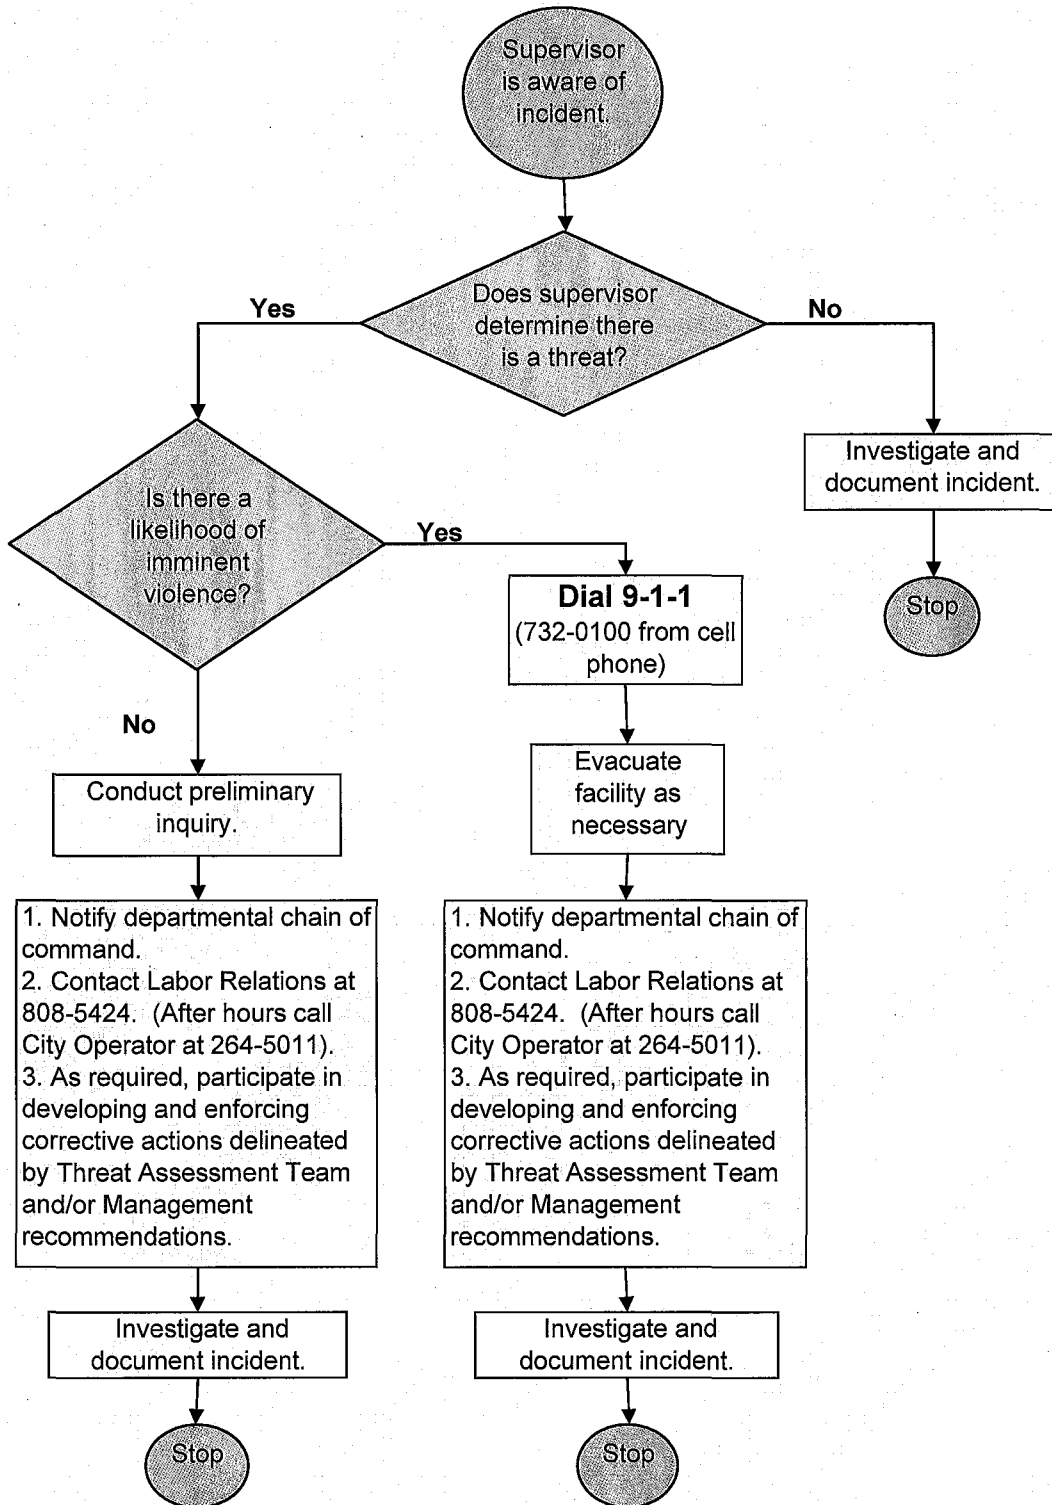 Supervisor
is aware of
incident.
Does supervisor
determine there
is a threat?
Yes
No
Investigate and
document incident.
Stop
Is there a
likelihood of
imminent
violence?
Yes
Dial 9-1-1
(732-0100 from cell
phone)
No
Evacuate
facility as
necessary
Conduct preliminary
inquiry.
1. Notify departmental chain of
command.
2. Contact Labor Relations at
808-5424.  (After hours call
City Operator at 264-5011).
3. As required, participate in
developing and enforcing
corrective actions delineated
by Threat Assessment Team
and/or Management
recommendations.
1. Notify departmental chain of
command.
2. Contact Labor Relations at
808-5424.  (After hours call
City Operator at 264-5011).
3. As required, participate in
developing and enforcing
corrective actions delineated
by Threat Assessment Team
and/or Management
recommendations.
Investigate and
document incident.
Investigate and
document incident.
Stop
Stop